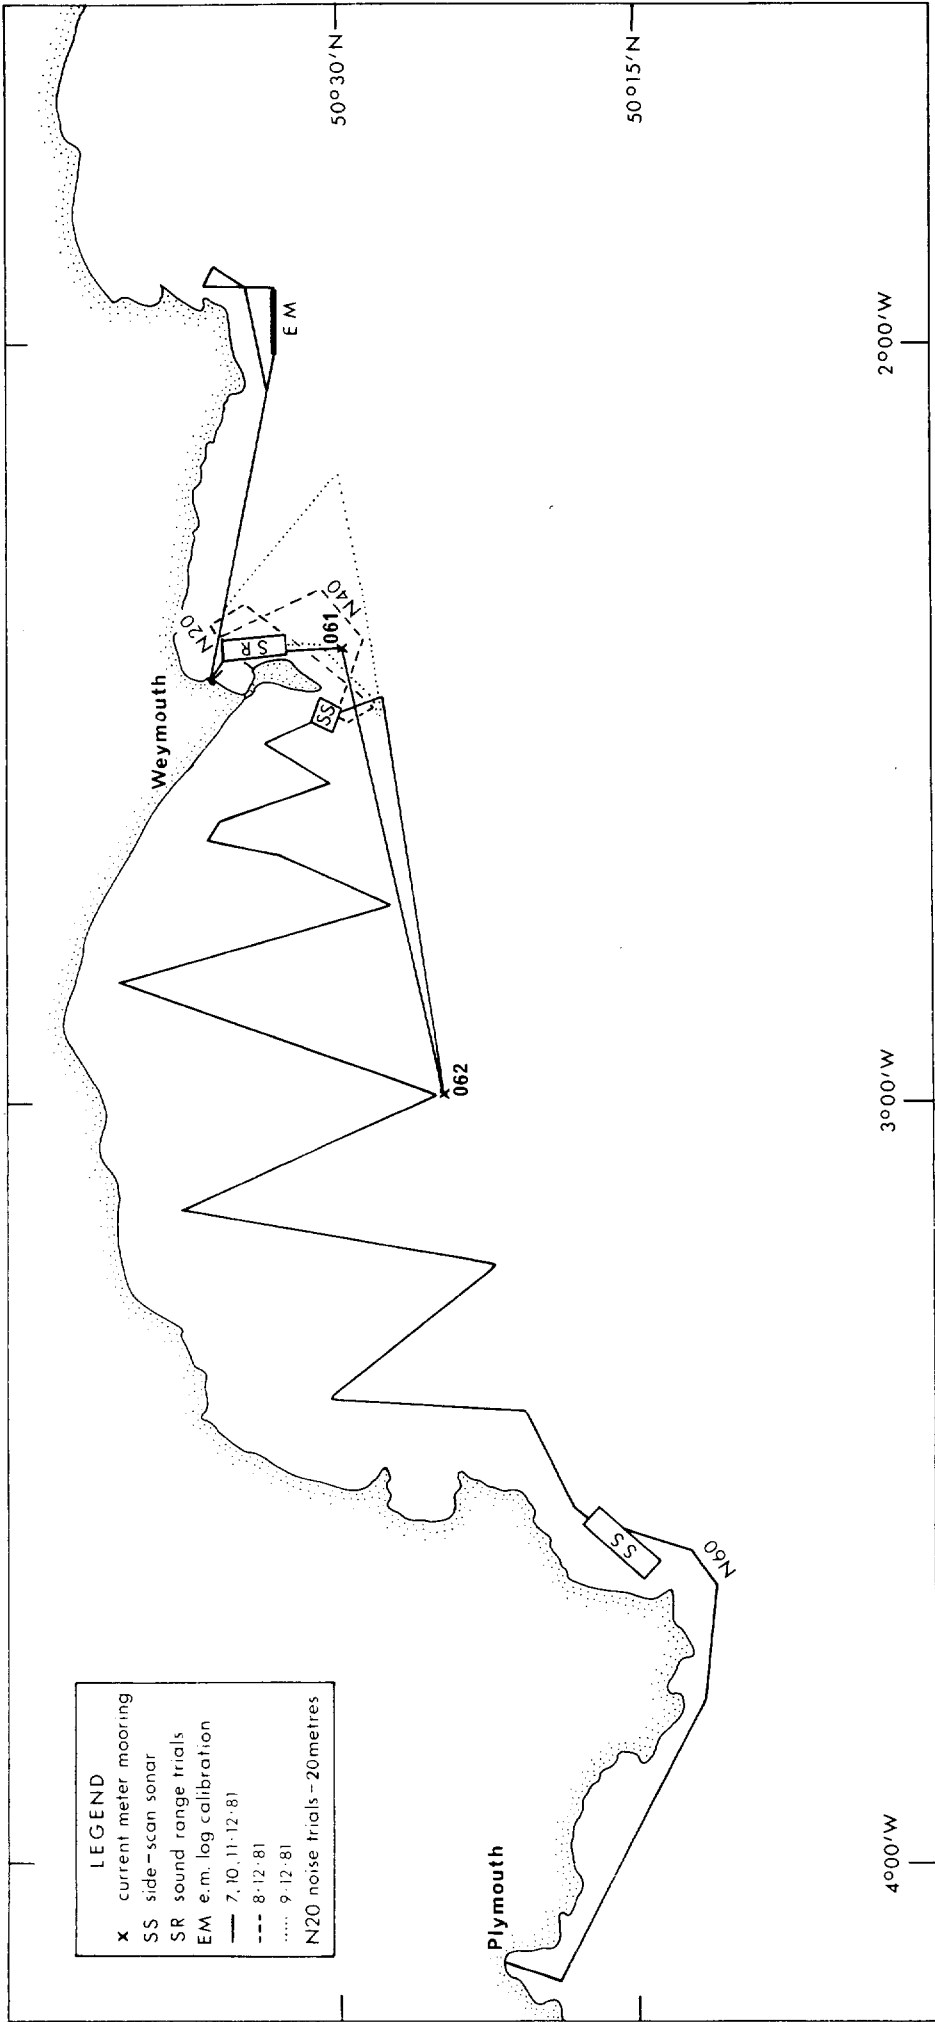 LEGEND
x current meter mooring
SS side-scan sonar
SR sound range trials
EM e.m. log calibration
7,10,11·12·81
8·12·81
9·12·81
N20 noise trials-20metres
Plymouth
Weymouth
N60
SS
062
SS
061
SR
N20
N40
EM
50°30'N
50°15'N
4°00'W
3°00'W
2°00'W